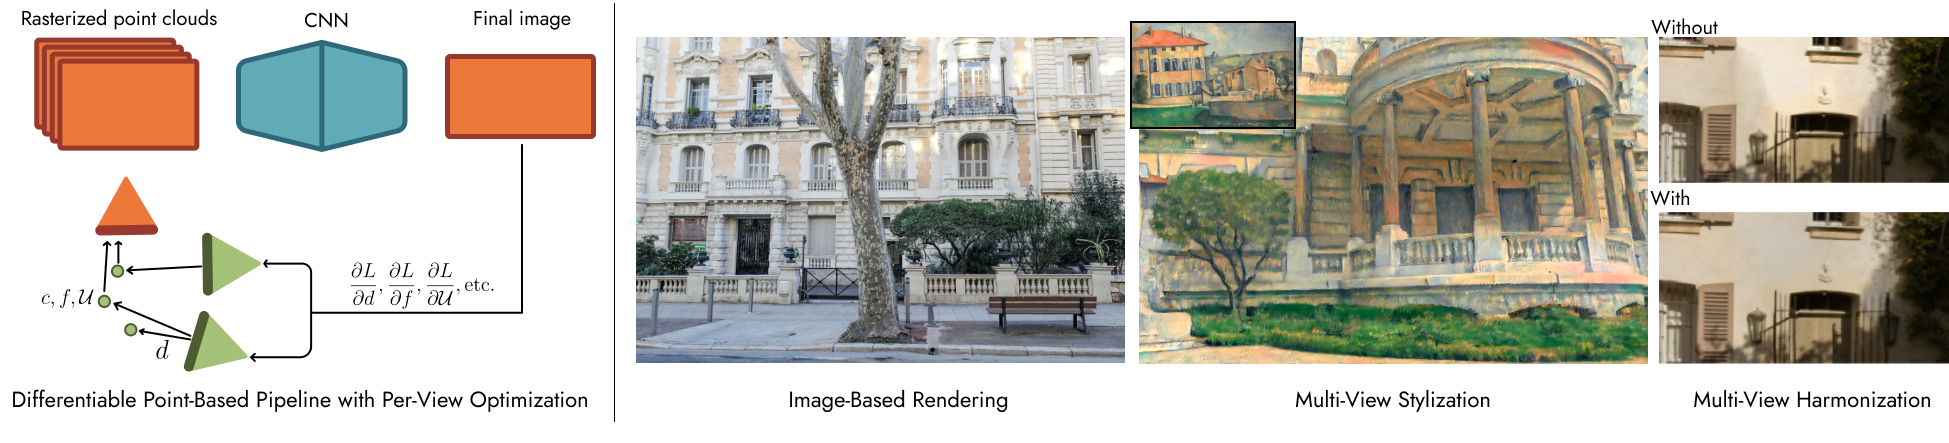 Rasterized point clouds
CNN
Final image
c, f, 𝒰
d
∂L/∂d, ∂L/∂f, ∂L/∂𝒰, etc.
Differentiable Point-Based Pipeline with Per-View Optimization
Image-Based Rendering
Multi-View Stylization
Without
With
Multi-View Harmonization